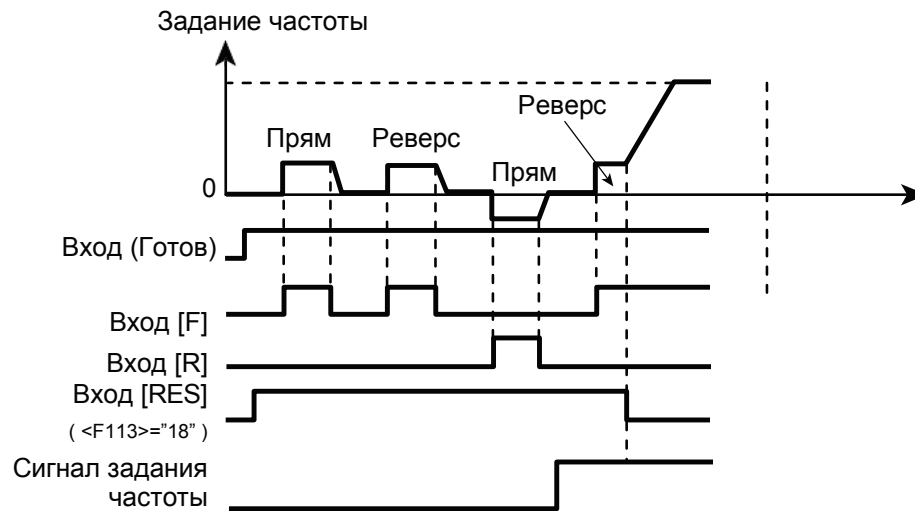 Задание частоты
Реверс
Прям
Реверс
Прям
0
Вход (Готов)
Вход [F]
Вход [R]
Вход [RES]
( <F113>=”18” )
Сигнал задания
частоты